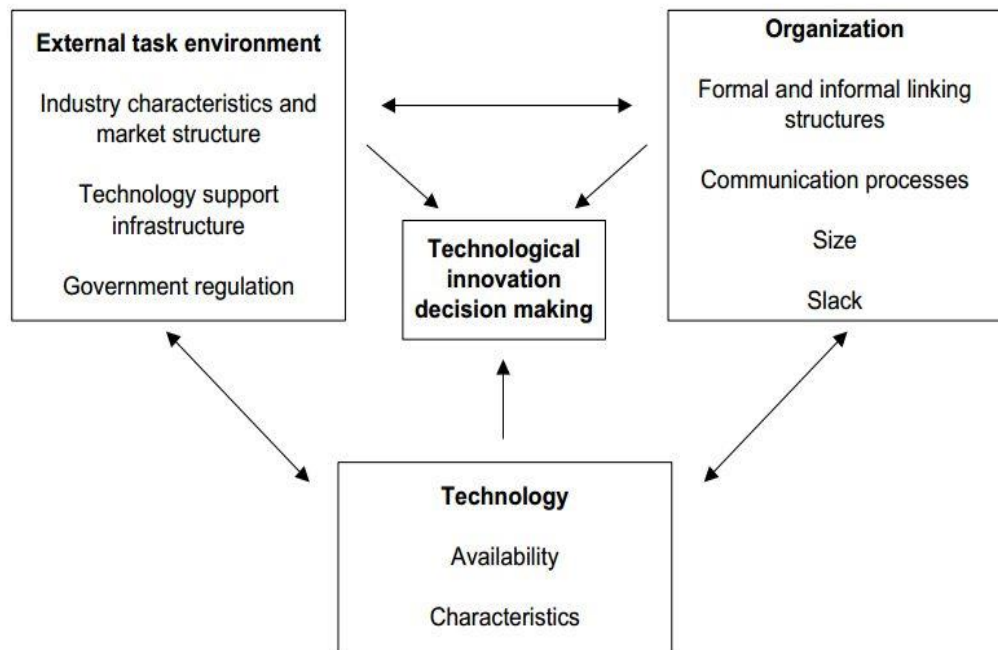 External task environment
Industry characteristics and
market structure
Technology support
infrastructure
Government regulation
Organization
Formal and informal linking
structures
Communication processes
Size
Slack
Technological
innovation
decision making
Technology
Availability
Characteristics